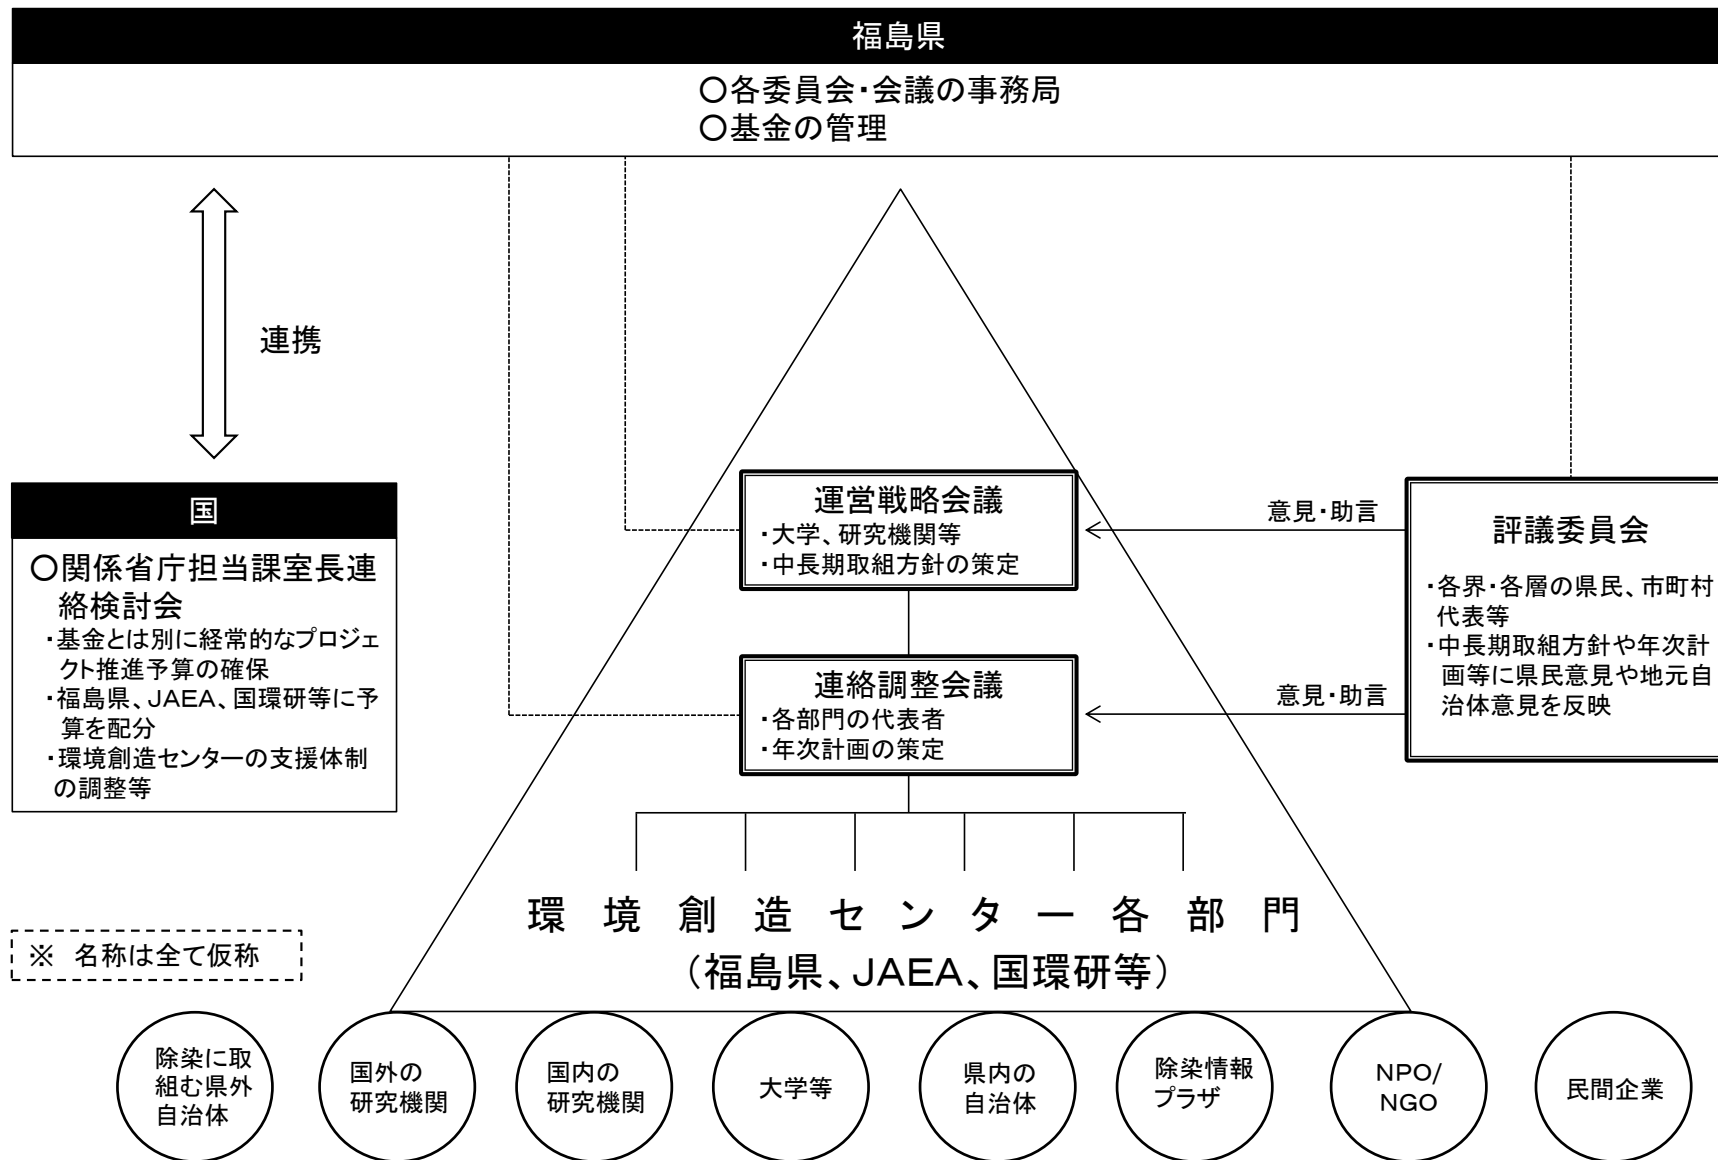 福島県
○各委員会・会議の事務局
○基金の管理
連携
国
○関係省庁担当課室長連
絡検討会
・基金とは別に経常的なプロジェ
クト推進予算の確保
・福島県、JAEA、国環研等に予
算を配分
・環境創造センターの支援体制
の調整等
運営戦略会議
・大学、研究機関等
・中長期取組方針の策定
意見・助言
評議委員会
・各界・各層の県民、市町村
代表等
・中長期取組方針や年次計
画等に県民意見や地元自
治体意見を反映
連絡調整会議
・各部門の代表者
・年次計画の策定
意見・助言
環境創造センター各部門
（福島県、JAEA、国環研等）
※ 名称は全て仮称
除染に取
組む県外
自治体
国外の
研究機関
国内の
研究機関
大学等
県内の
自治体
除染情報
プラザ
NPO/
NGO
民間企業